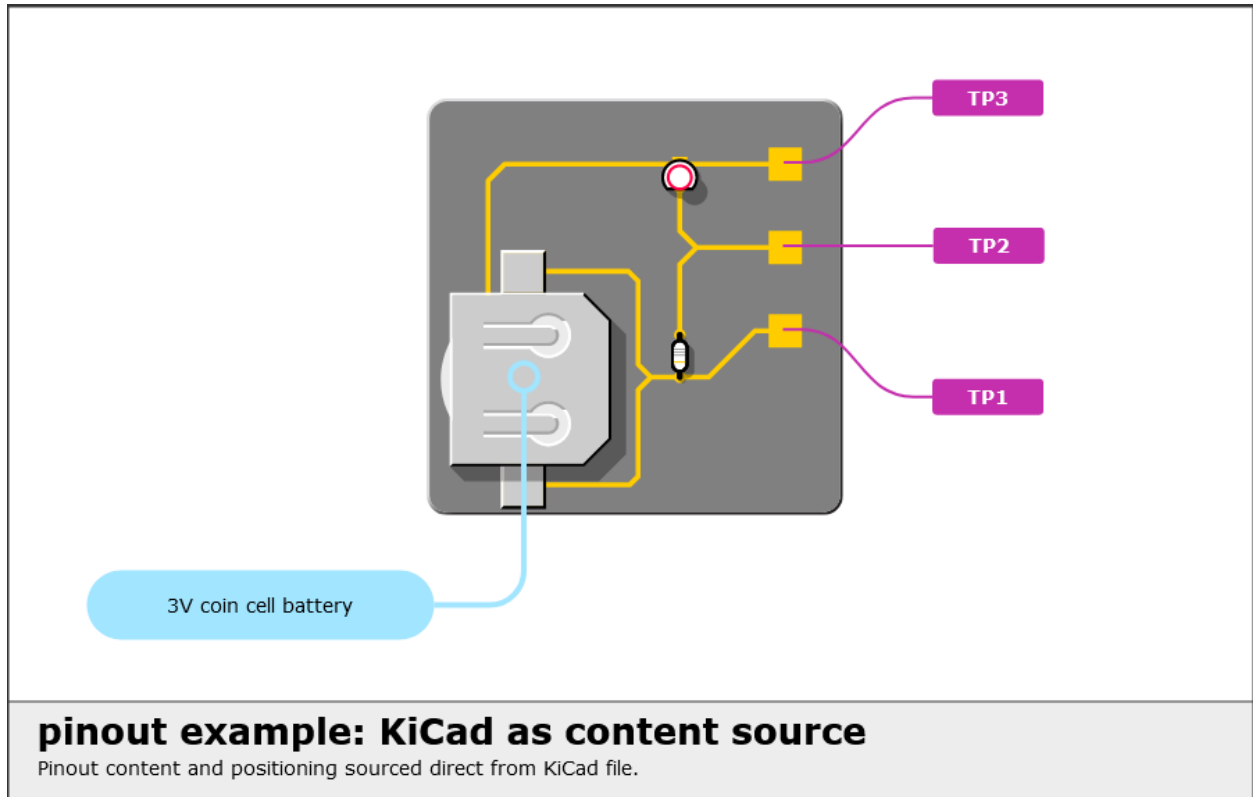 TP3
TP2
TP1
3V coin cell battery
pinout example: KiCad as content source
Pinout content and positioning sourced direct from KiCad file.